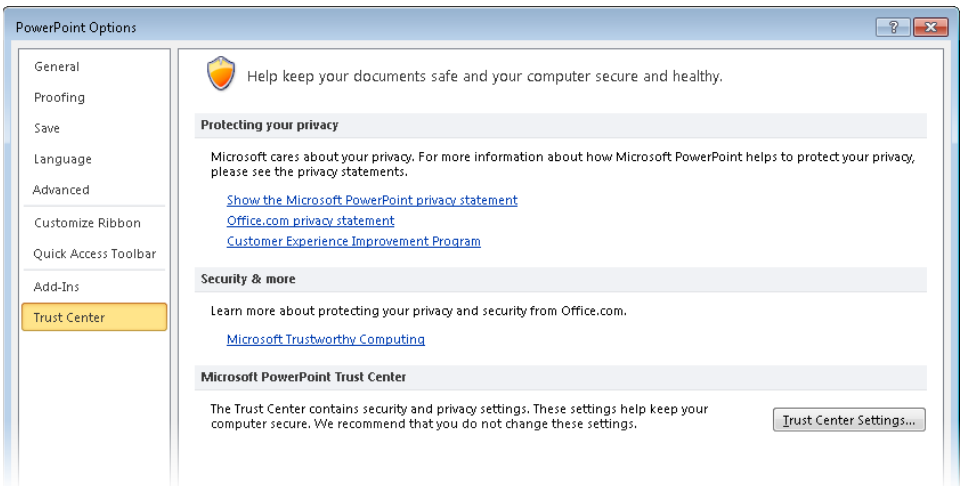 PowerPoint Options
General
Proofing
Save
Language
Advanced
Customize Ribbon
Quick Access Toolbar
Add-Ins
Trust Center
Help keep your documents safe and your computer secure and healthy.
Protecting your privacy
Microsoft cares about your privacy. For more information about how Microsoft PowerPoint helps to protect your privacy,
please see the privacy statements.
Show the Microsoft PowerPoint privacy statement
Office.com privacy statement
Customer Experience Improvement Program
Security & more
Learn more about protecting your privacy and security from Office.com.
Microsoft Trustworthy Computing
Microsoft PowerPoint Trust Center
The Trust Center contains security and privacy settings. These settings help keep your
computer secure. We recommend that you do not change these settings.
Trust Center Settings...